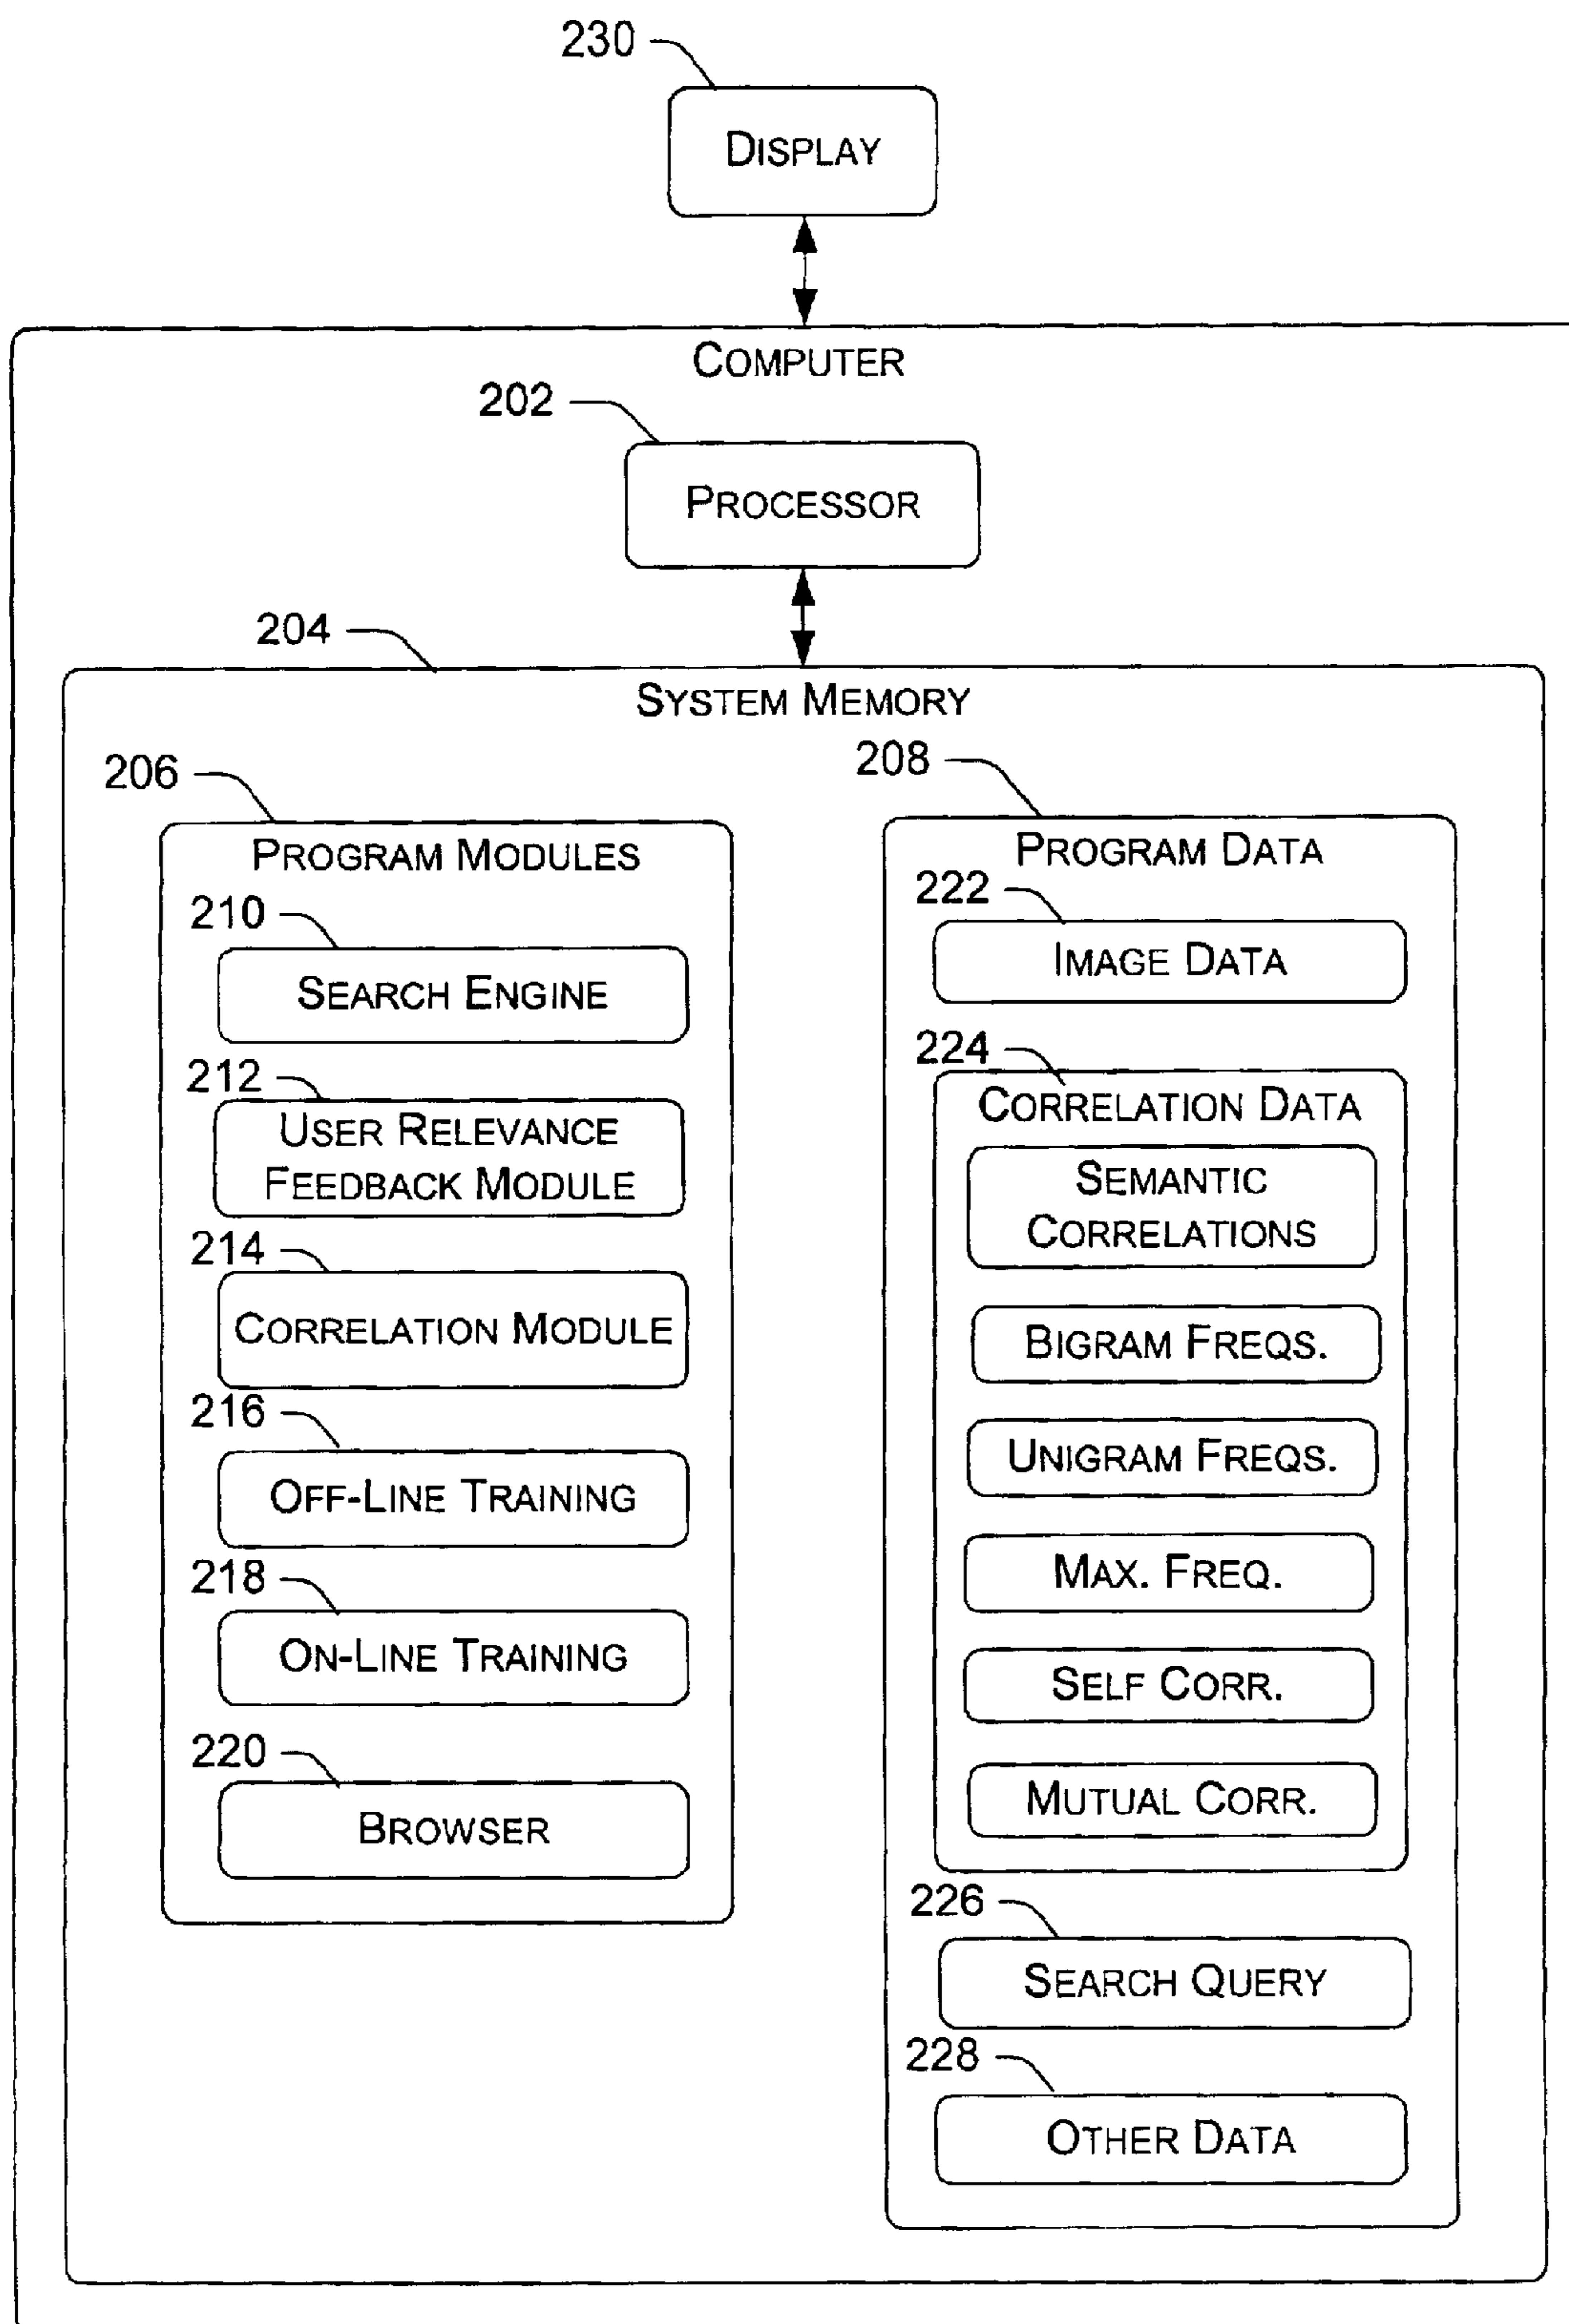 230
DISPLAY
COMPUTER
202
PROCESSOR
204
SYSTEM MEMORY
206
PROGRAM MODULES
210
SEARCH ENGINE
212
USER RELEVANCE
FEEDBACK MODULE
214
CORRELATION MODULE
216
OFF-LINE TRAINING
218
ON-LINE TRAINING
220
BROWSER
208
PROGRAM DATA
222
IMAGE DATA
224
CORRELATION DATA
SEMANTIC
CORRELATIONS
BIGRAM FREQS.
UNIGRAM FREQS.
MAX. FREQ.
SELF CORR.
MUTUAL CORR.
226
SEARCH QUERY
228
OTHER DATA